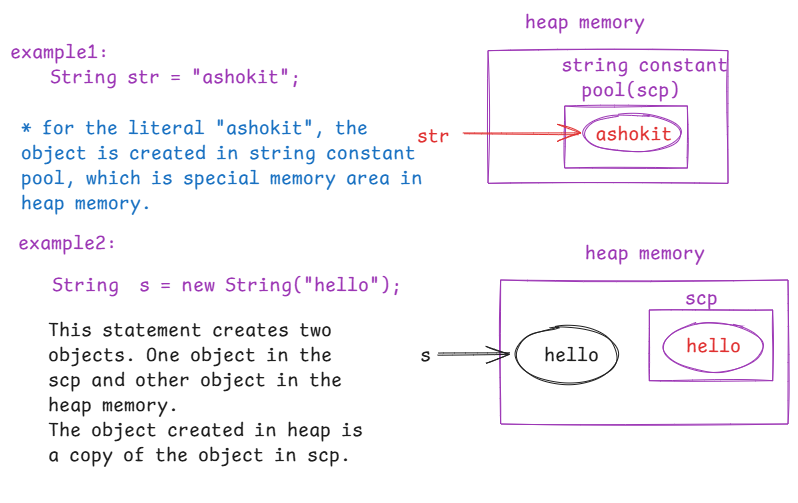 heap memory
example1:
String str = "ashokit";
string constant
pool(scp)
* for the literal "ashokit", the
object is created in string constant
pool, which is special memory area in
heap memory.
str
ashokit
example2:
heap memory
String s = new String("hello");
scp
This statement creates two
objects. One object in the
scp and other object in the
heap memory.
The object created in heap is
a copy of the object in scp.
s
hello
hello